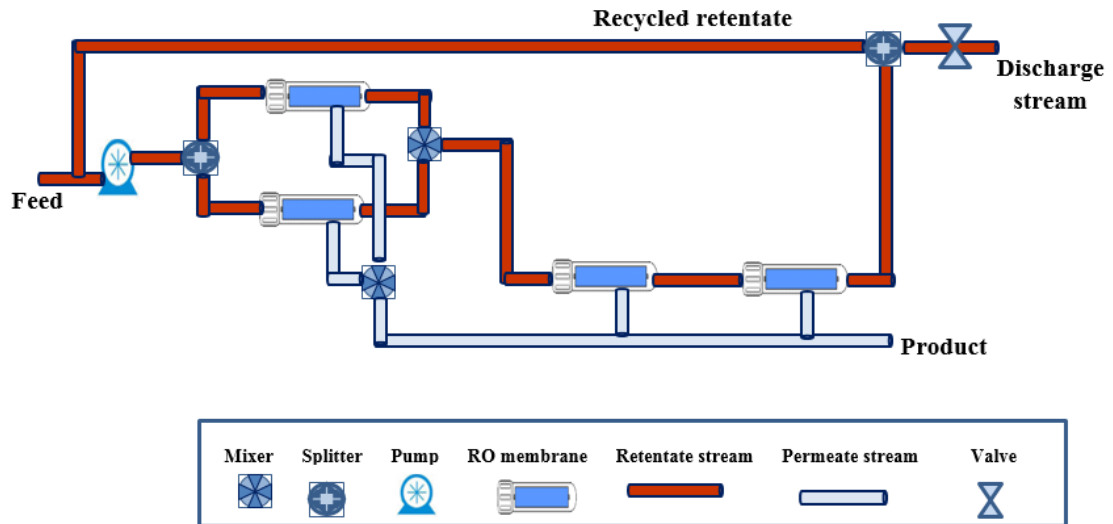 Recycled retentate
Discharge
stream
Feed
Product
Mixer Splitter Pump RO membrane Retentate stream Permeate stream Valve